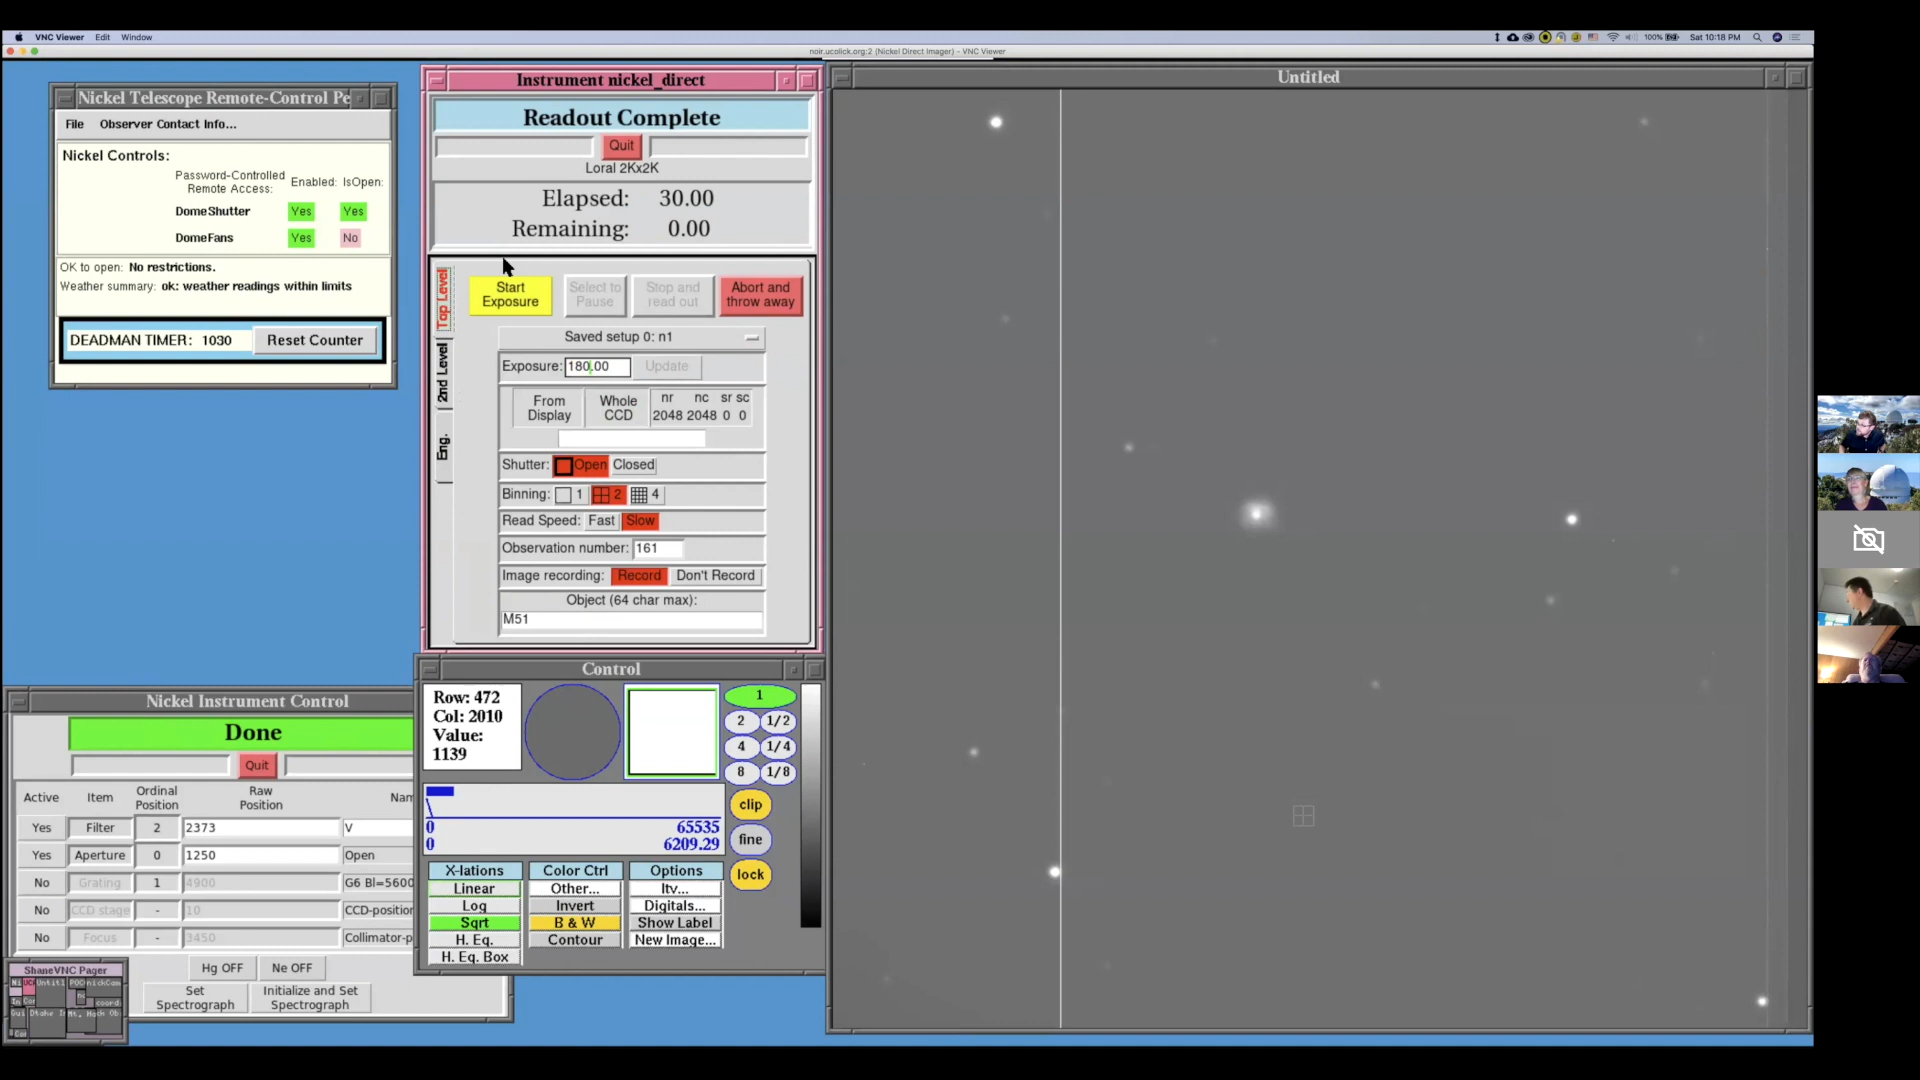 VNC Viewer Edit Window
100% Sat 10:18 PM
noir.ucolick.org:2 (Nickel Direct Imager) - VNC Viewer
Nickel Telescope Remote-Control Pe
File Observer Contact Info...
Nickel Controls:
Password-Controlled
Remote Access: Enabled: IsOpen:
DomeShutter Yes Yes
DomeFans Yes No
OK to open: No restrictions.
Weather summary: ok: weather readings within limits
DEADMAN TIMER: 1030 Reset Counter
Instrument nickel_direct
Readout Complete
Quit
Loral 2Kx2K
Elapsed: 30.00
Remaining: 0.00
Top Level
2nd Level
Eng.
Start
Exposure
Select to
Pause
Stop and
read out
Abort and
throw away
Saved setup 0: n1
Exposure: 180.00 Update
From
Display
Whole
CCD
nr nc sr sc
2048 2048 0 0
Shutter: Open Closed
Binning: 1 2 4
Read Speed: Fast Slow
Observation number: 161
Image recording: Record Don't Record
Object (64 char max):
M51
Untitled
Nickel Instrument Control
Done
Quit
Active Item Ordinal
Position Raw
Position Nam
Yes Filter 2 2373 V
Yes Aperture 0 1250 Open
No Grating 1 4900 G6 Bl=5600
No CCD stage - 10 CCD-position
No Focus - 3450 Collimator-p
Hg OFF Ne OFF
Set
Spectrograph
Initialize and Set
Spectrograph
ShaneVNC Pager
Control
Row: 472
Col: 2010
Value:
1139
1
2 1/2
4 1/4
8 1/8
clip
fine
lock
0 65535
0 6209.29
X-lations Color Ctrl Options
Linear Other... Itv...
Log Invert Digitals...
Sqrt B & W Show Label
H. Eq. Contour New Image...
H. Eq. Box